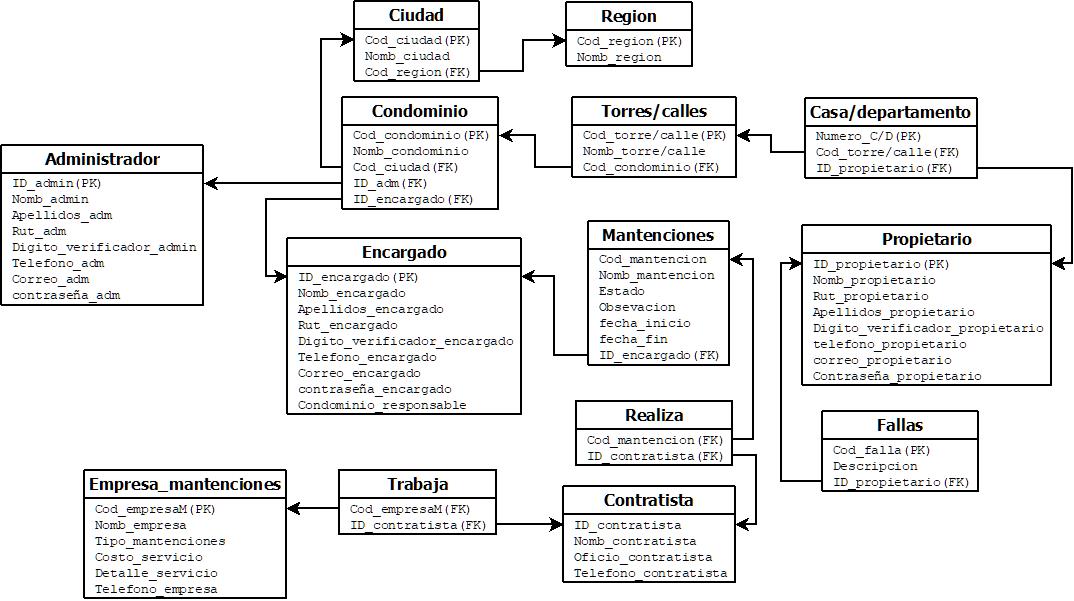 Ciudad
Cod_ciudad(PK)
Nomb_ciudad
Cod_region(FK)
Region
Cod_region(PK)
Nomb_region
Condominio
Cod_condominio(PK)
Nomb_condominio
Cod_ciudad(FK)
ID_adm(FK)
ID_encargado(FK)
Torres/calles
Cod_torre/calle(PK)
Nomb_torre/calle
Cod_condominio(FK)
Casa/departamento
Numero_C/D(PK)
Cod_torre/calle(FK)
ID_propietario(FK)
Administrador
ID_admin(PK)
Nomb_admin
Apellidos_adm
Rut_adm
Digito_verificador_admin
Telefono_adm
Correo_adm
contraseña_adm
Encargado
ID_encargado(PK)
Nomb_encargado
Apellidos_encargado
Rut_encargado
Digito_verificador_encargado
Telefono_encargado
Correo_encargado
contraseña_encargado
Condominio_responsable
Mantenciones
Cod_mantencion
Nomb_mantencion
Estado
Obsevacion
fecha_inicio
fecha_fin
ID_encargado(FK)
Propietario
ID_propietario(PK)
Nomb_propietario
Rut_propietario
Apellidos_propietario
Digito_verificador_propietario
telefono_propietario
correo_propietario
Contraseña_propietario
Realiza
Cod_mantencion(FK)
ID_contratista(FK)
Fallas
Cod_falla(PK)
Descripcion
ID_propietario(FK)
Empresa_mantenciones
Cod_empresaM(PK)
Nomb_empresa
Tipo_mantenciones
Costo_servicio
Detalle_servicio
Telefono_empresa
Trabaja
Cod_empresaM(FK)
ID_contratista(FK)
Contratista
ID_contratista
Nomb_contratista
Oficio_contratista
Telefono_contratista